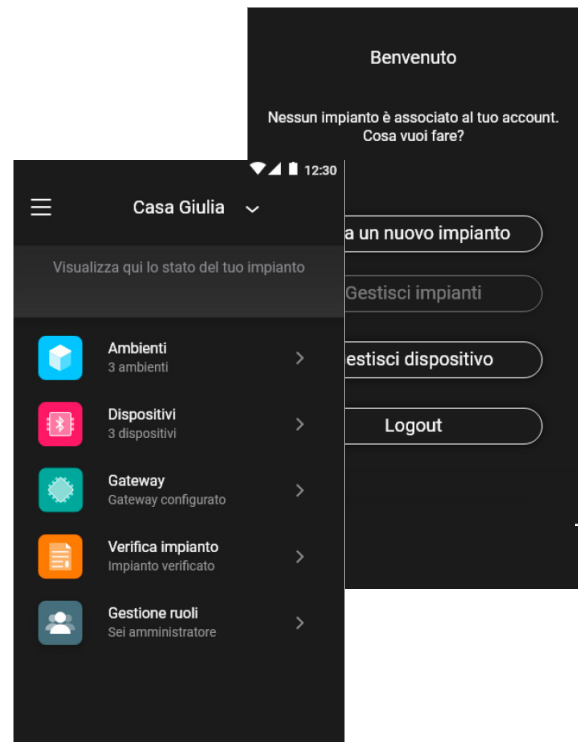 Benvenuto
Nessun impianto è associato al tuo account.
Cosa vuoi fare?
a un nuovo impianto
Gestisci impianti
estisci dispositivo
Logout
12:30
Casa Giulia
Visualizza qui lo stato del tuo impianto
Ambienti
3 ambienti
Dispositivi
3 dispositivi
Gateway
Gateway configurato
Verifica impianto
Impianto verificato
Gestione ruoli
Sei amministratore